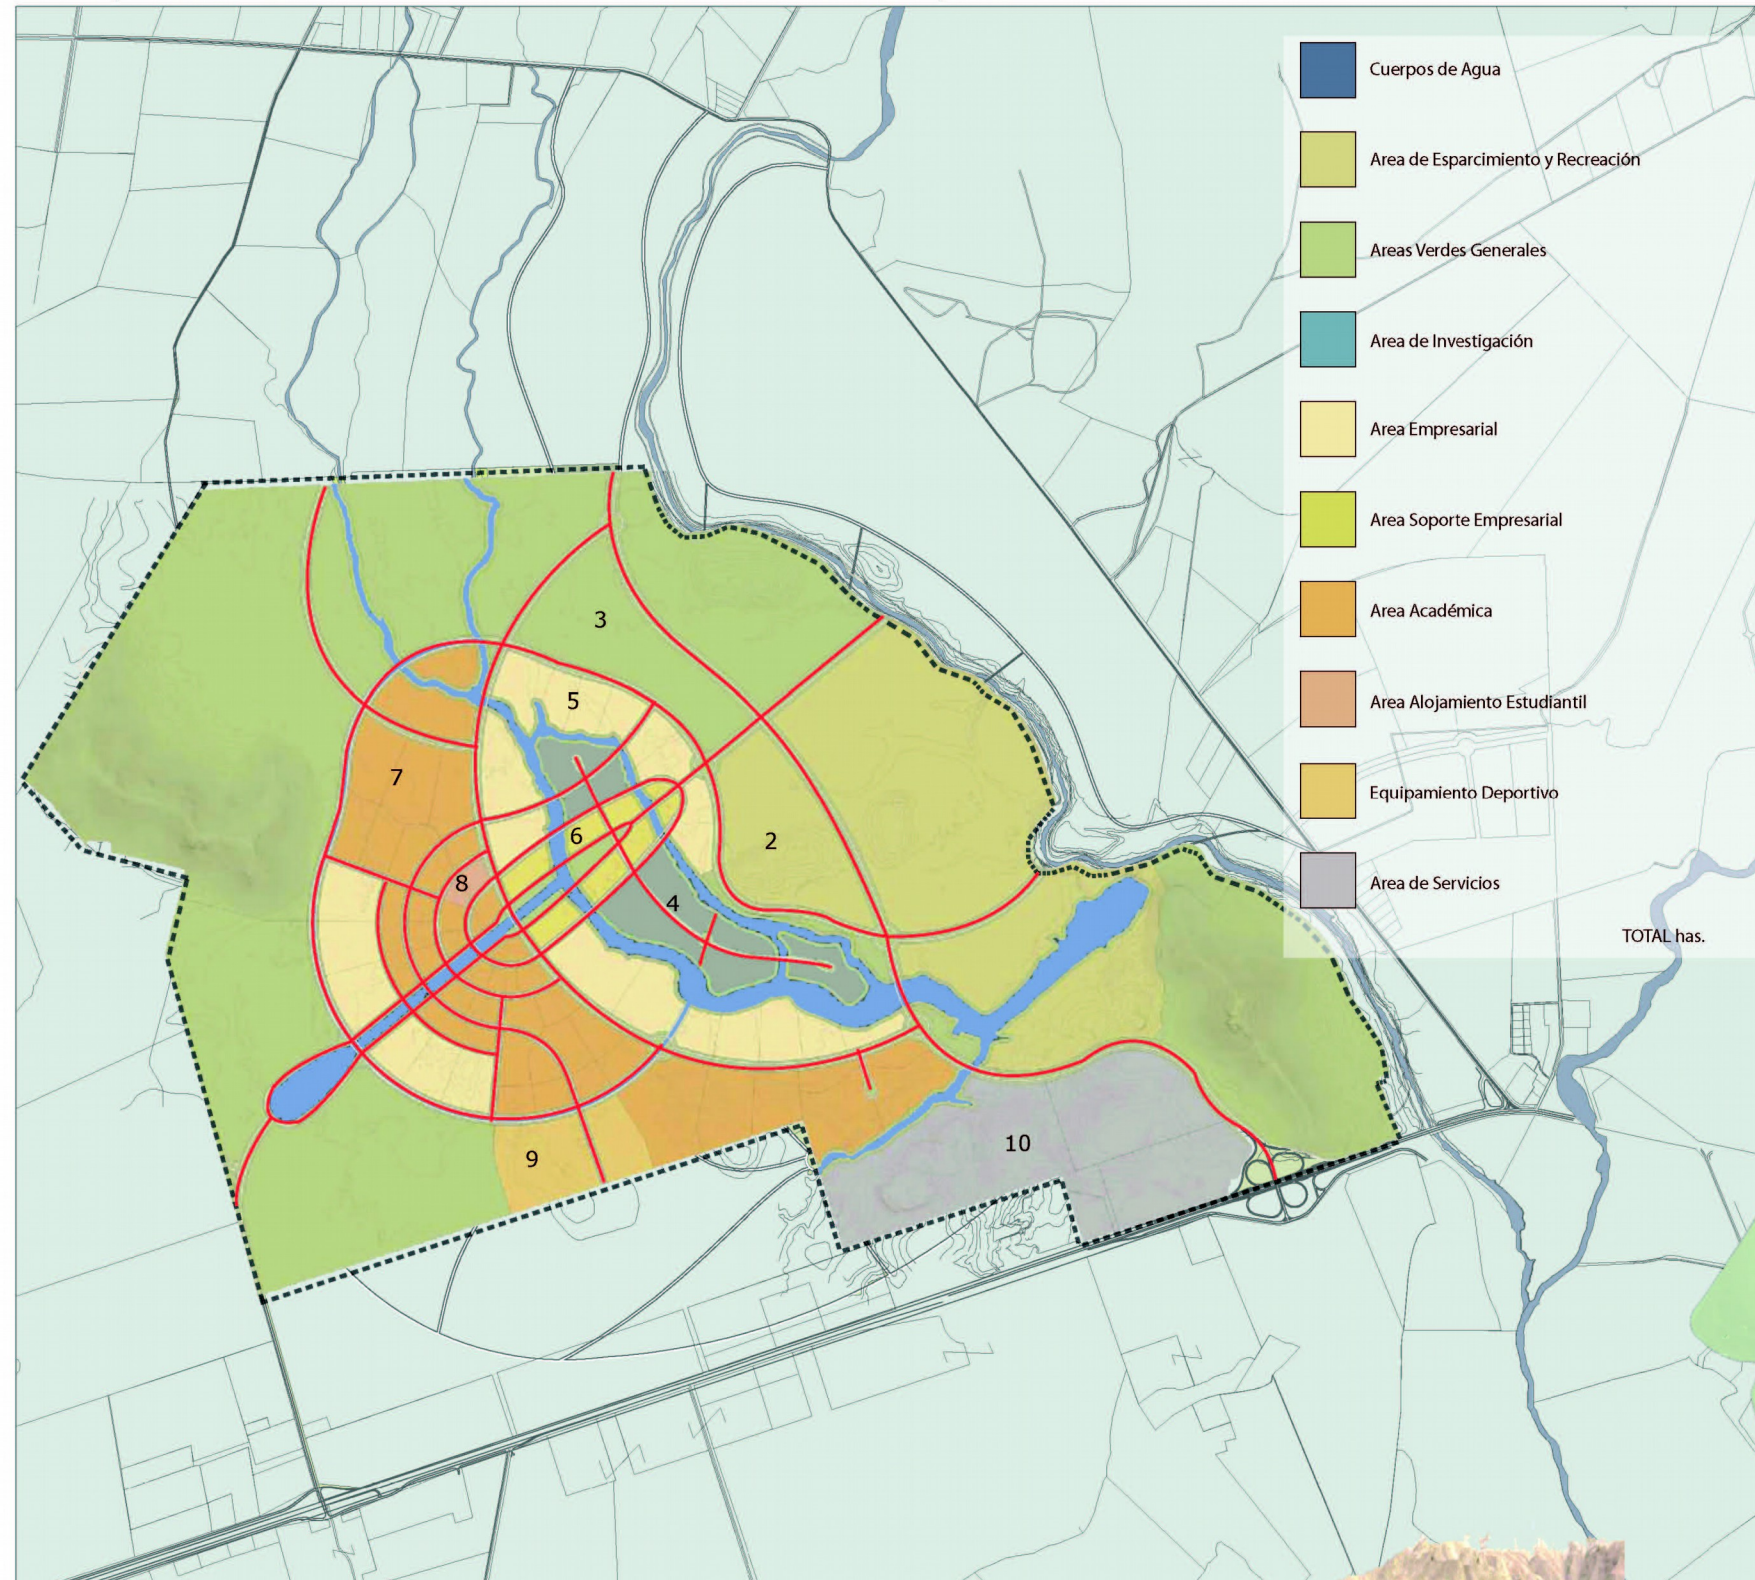 Cuerpos de Agua
Area de Esparcimiento y Recreación
Areas Verdes Generales
Area de Investigación
Area Empresarial
Area Soporte Empresarial
Area Académica
Area Alojamiento Estudiantil
Equipamiento Deportivo
Area de Servicios
TOTAL has.
3
5
7
6
2
8
4
10
9